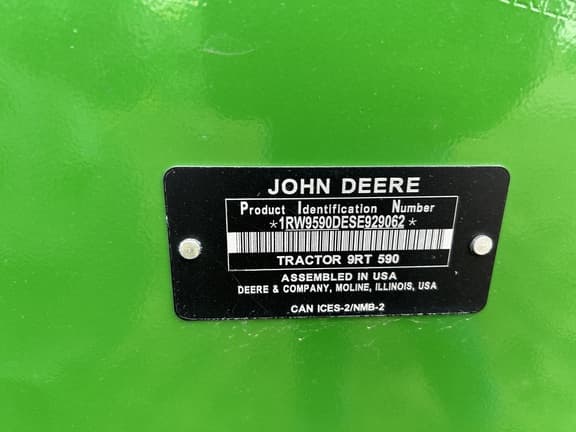 JOHN DEERE
Product Identification Number
*1RW9590DESE929062*
TRACTOR 9RT 590
ASSEMBLED IN USA
DEERE & COMPANY, MOLINE, ILLINOIS, USA
CAN ICES-2/NMB-2